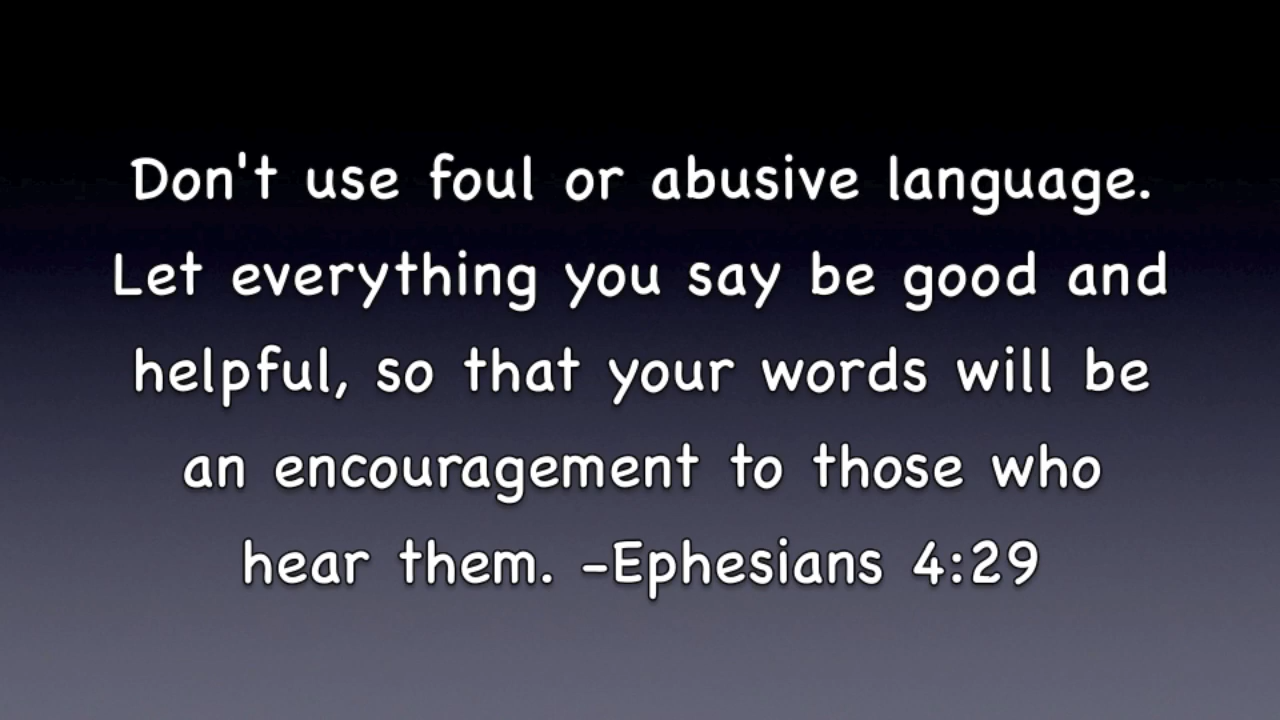 Don't use foul or abusive language.
Let everything you say be good and
helpful, so that your words will be
an encouragement to those who
hear them. -Ephesians 4:29